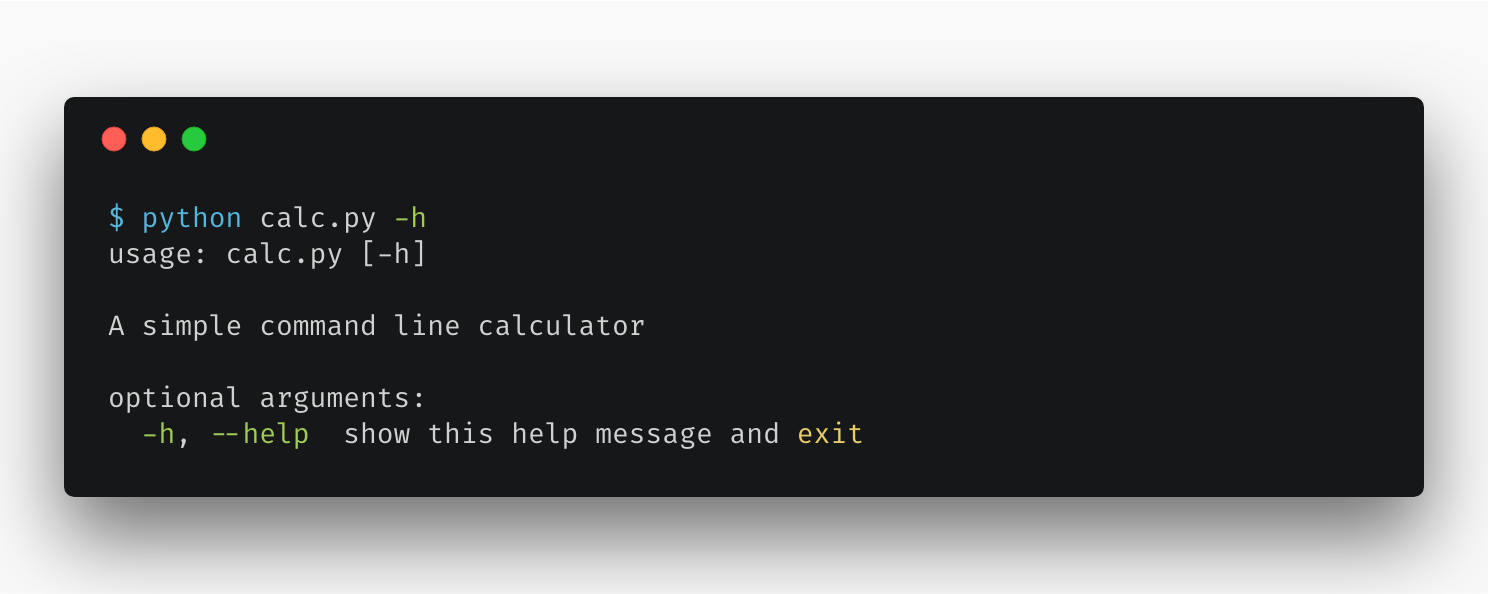 $ python calc.py -h
usage: calc.py [-h]

A simple command line calculator

optional arguments:
  -h, --help  show this help message and exit